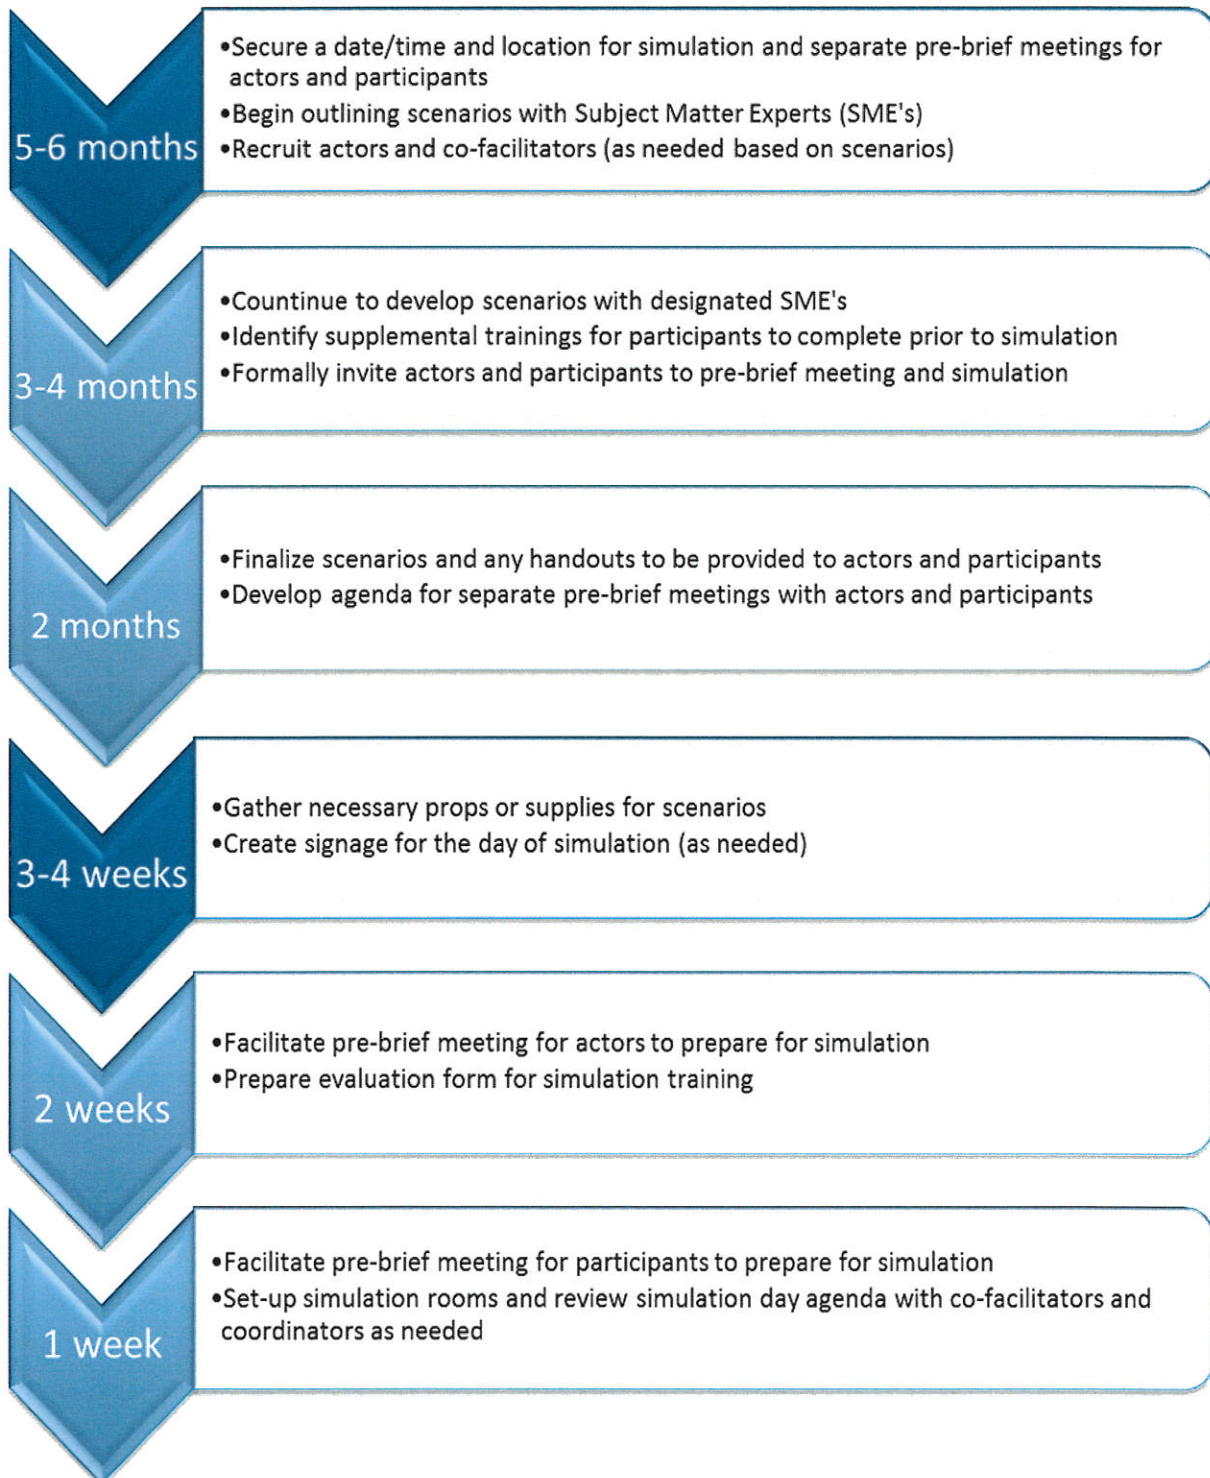 5-6 months
•Secure a date/time and location for simulation and separate pre-brief meetings for
actors and participants
•Begin outlining scenarios with Subject Matter Experts (SME's)
•Recruit actors and co-facilitators (as needed based on scenarios)
3-4 months
•Countinue to develop scenarios with designated SME's
•Identify supplemental trainings for participants to complete prior to simulation
•Formally invite actors and participants to pre-brief meeting and simulation
2 months
•Finalize scenarios and any handouts to be provided to actors and participants
•Develop agenda for separate pre-brief meetings with actors and participants
3-4 weeks
•Gather necessary props or supplies for scenarios
•Create signage for the day of simulation (as needed)
2 weeks
•Facilitate pre-brief meeting for actors to prepare for simulation
•Prepare evaluation form for simulation training
1 week
•Facilitate pre-brief meeting for participants to prepare for simulation
•Set-up simulation rooms and review simulation day agenda with co-facilitators and
coordinators as needed